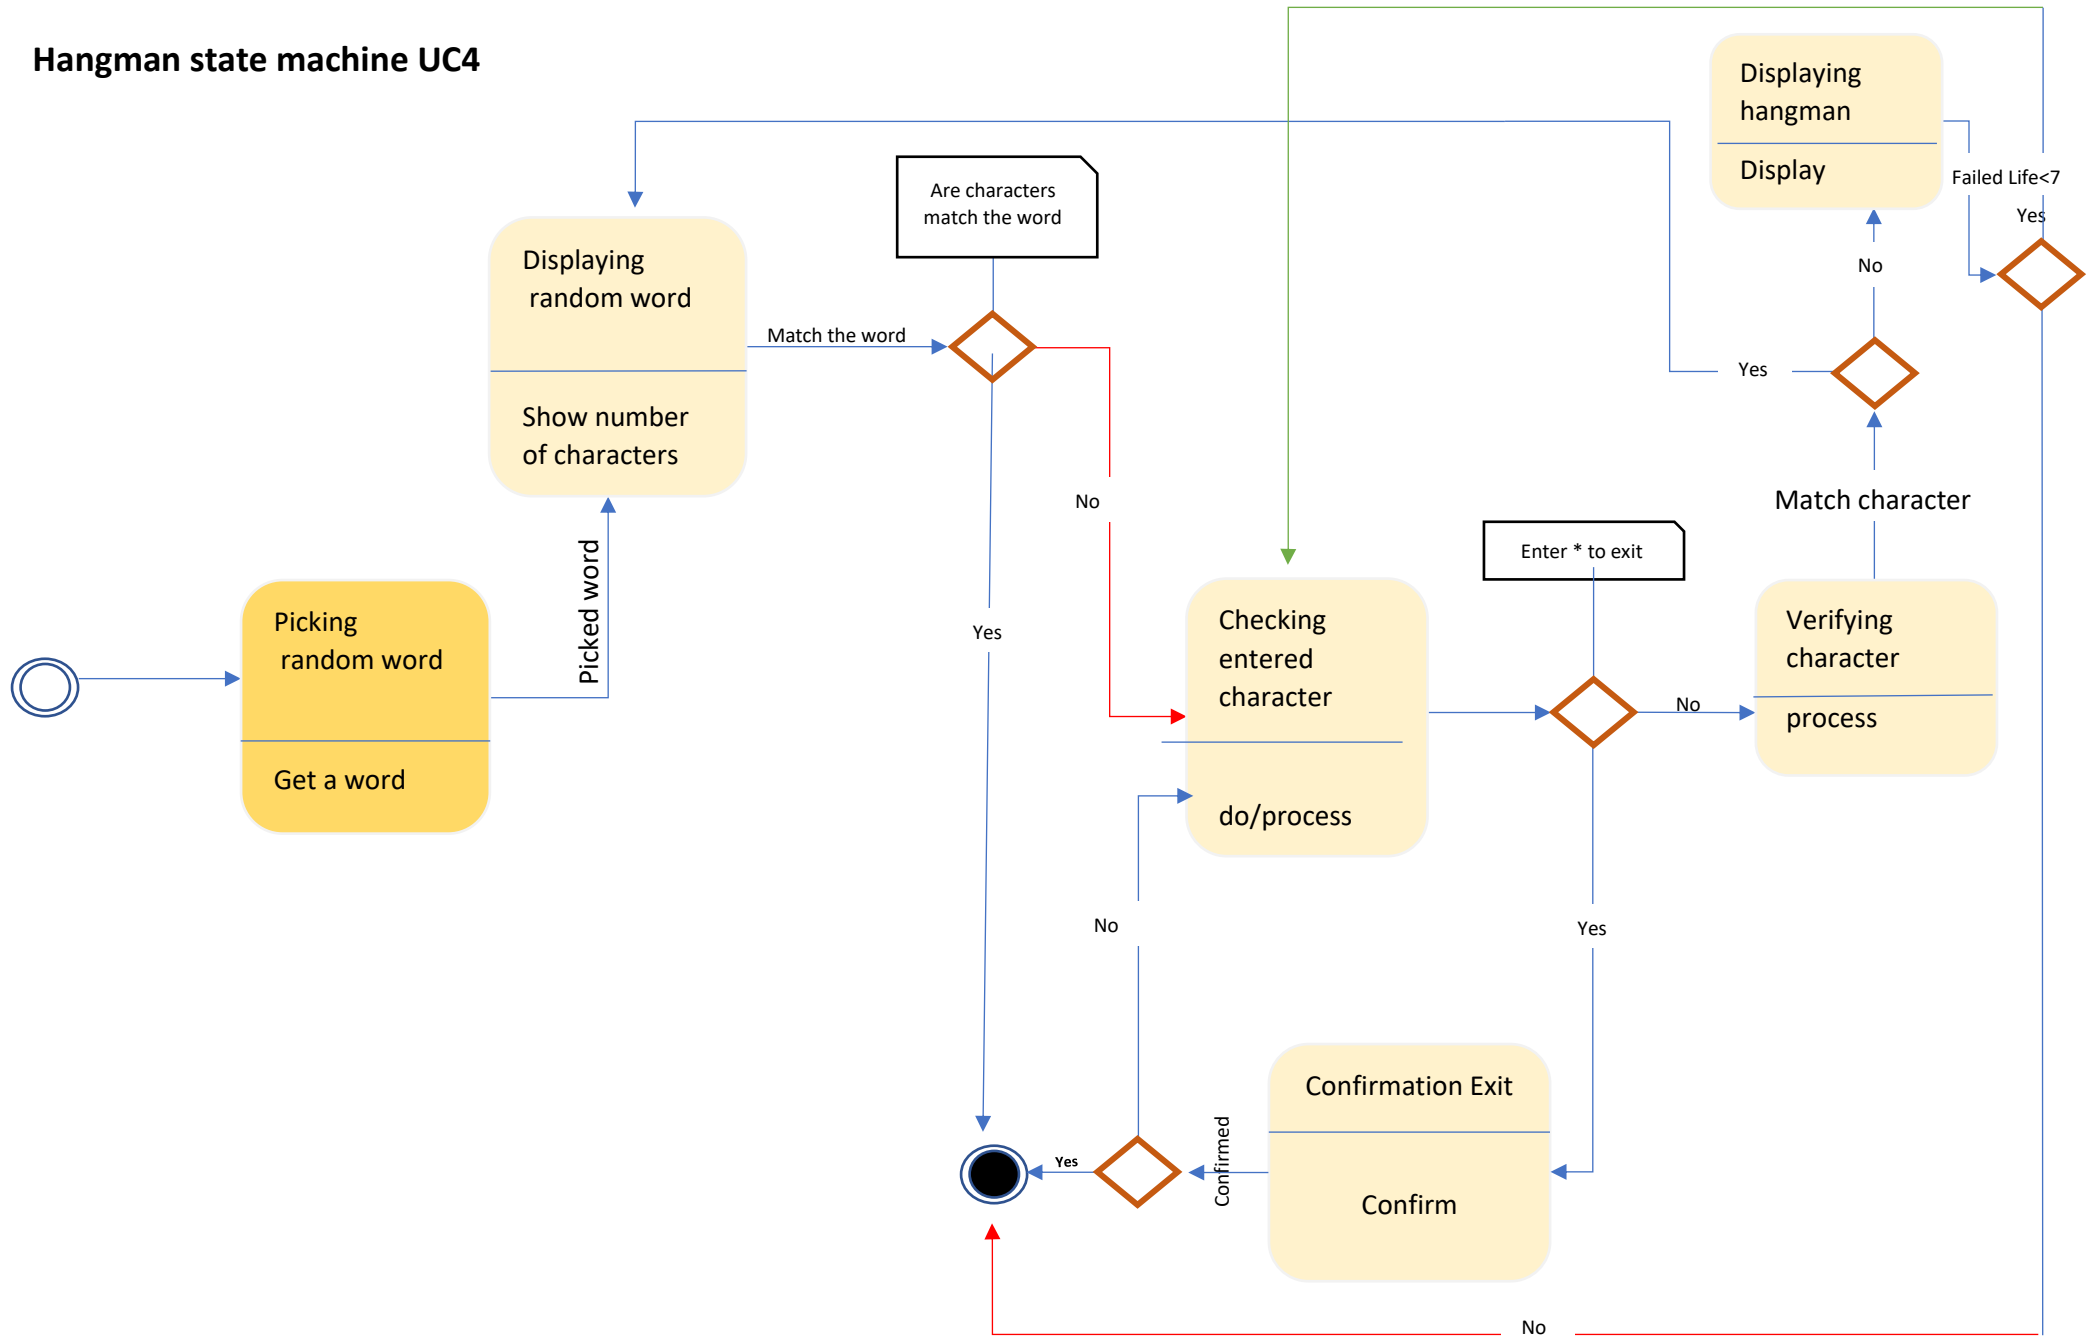 Hangman state machine UC4
Displaying
hangman
Display
Failed Life<7
Yes
Are characters
match the word
Displaying
random word
Show number
of characters
Match the word
No
Yes
Match character
No
Enter * to exit
Picked word
Picking
random word
Get a word
Yes
Checking
entered
character
do/process
No
Verifying
character
process
No
Yes
Confirmation Exit
Confirm
Confirmed
Yes
No